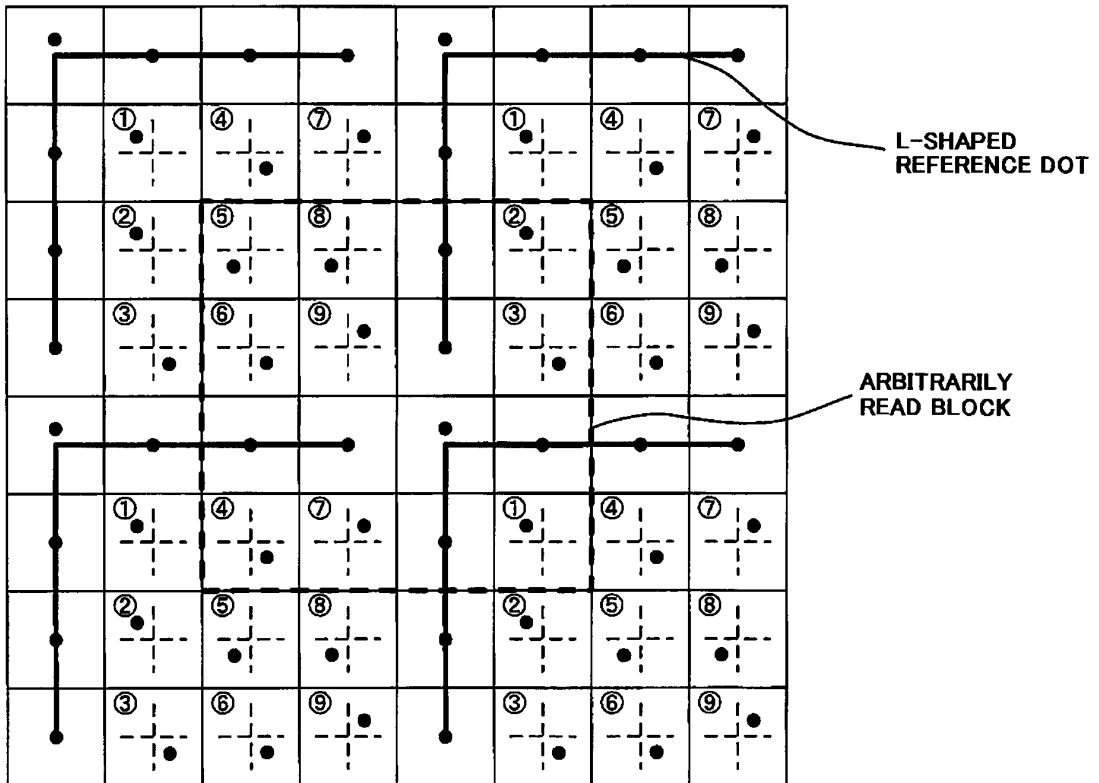 ① ④ ⑦ ① ④ ⑦
L-SHAPED
REFERENCE DOT
② ⑤ ⑧ ② ⑤ ⑧
③ ⑥ ⑨ ③ ⑥ ⑨
ARBITRARILY
READ BLOCK
① ④ ⑦ ① ④ ⑦
② ⑤ ⑧ ② ⑤ ⑧
③ ⑥ ⑨ ③ ⑥ ⑨